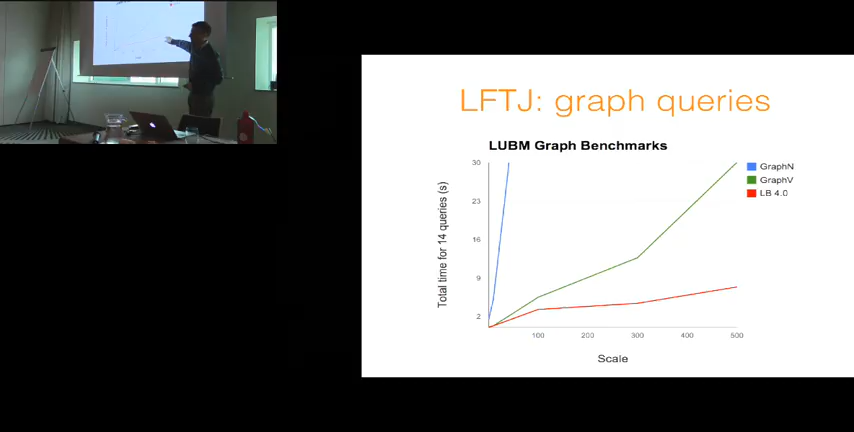 LFTJ: graph queries
LUBM Graph Benchmarks
Total time for 14 queries (s)
30
23
16
9
2
100
200
300
400
500
Scale
GraphN
GraphV
LB 4.0